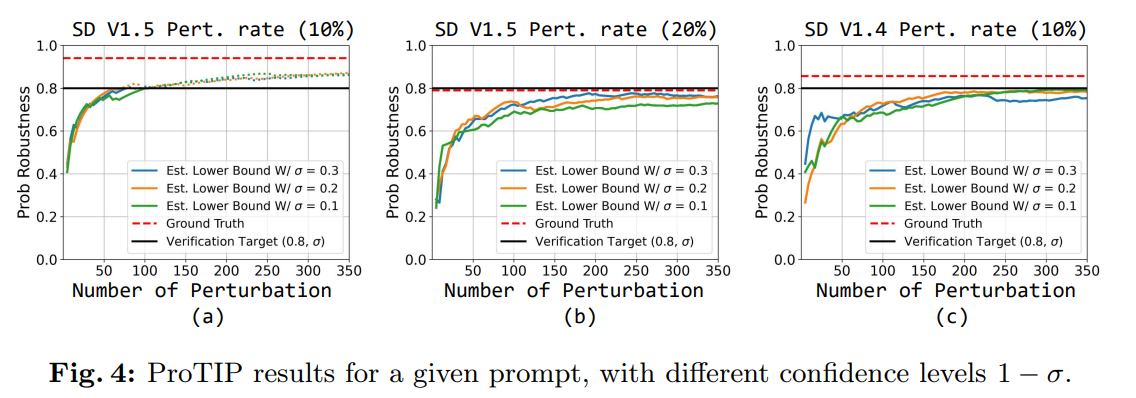 SD V1.5 Pert. rate (10%)
1.0
0.8
0.6
0.4
0.2
0.0
Prob Robustness
Est. Lower Bound W/ σ = 0.3
Est. Lower Bound W/ σ = 0.2
Est. Lower Bound W/ σ = 0.1
Ground Truth
Verification Target (0.8, σ)
50 100 150 200 250 300 350
Number of Perturbation
(a)
SD V1.5 Pert. rate (20%)
1.0
0.8
0.6
0.4
0.2
0.0
Prob Robustness
Est. Lower Bound W/ σ = 0.3
Est. Lower Bound W/ σ = 0.2
Est. Lower Bound W/ σ = 0.1
Ground Truth
Verification Target (0.8, σ)
50 100 150 200 250 300 350
Number of Perturbation
(b)
SD V1.4 Pert. rate (10%)
1.0
0.8
0.6
0.4
0.2
0.0
Prob Robustness
Est. Lower Bound W/ σ = 0.3
Est. Lower Bound W/ σ = 0.2
Est. Lower Bound W/ σ = 0.1
Ground Truth
Verification Target (0.8, σ)
50 100 150 200 250 300 350
Number of Perturbation
(c)
Fig. 4: ProTIP results for a given prompt, with different confidence levels 1 − σ.